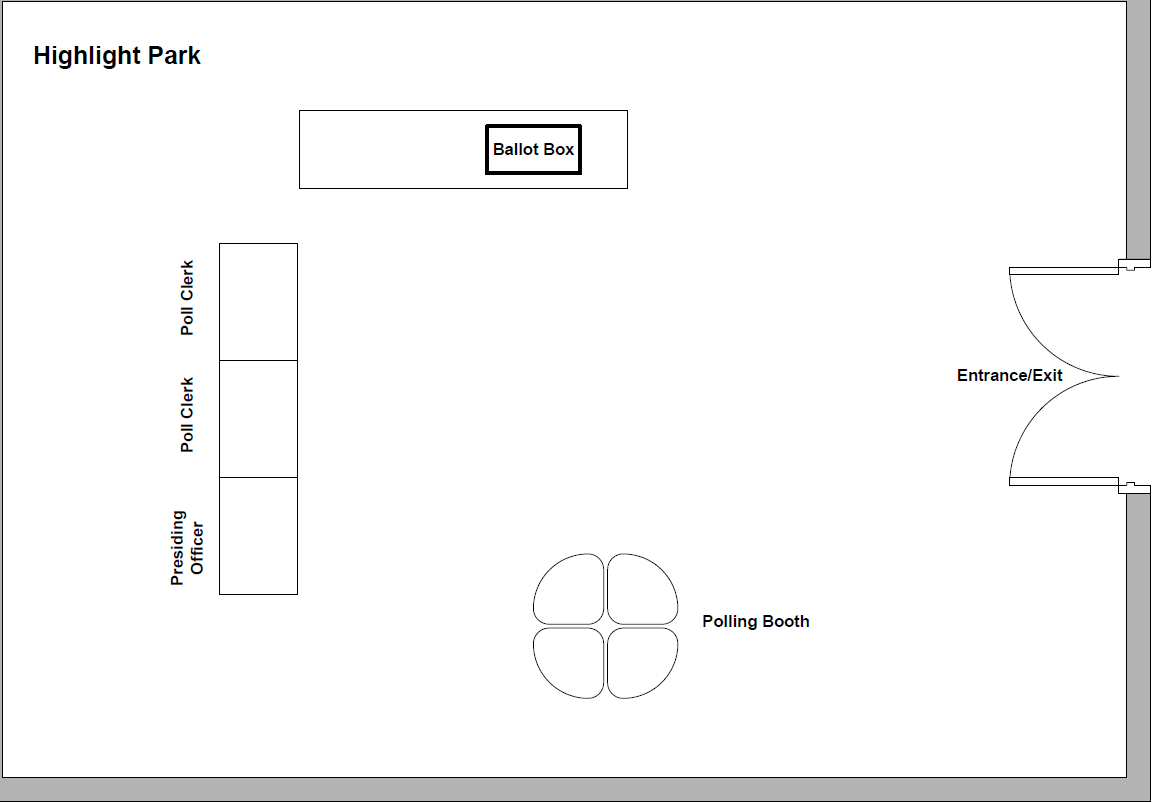 Highlight Park
Ballot Box
Poll Clerk
Entrance/Exit
Poll Clerk
Presiding
Officer
Polling Booth